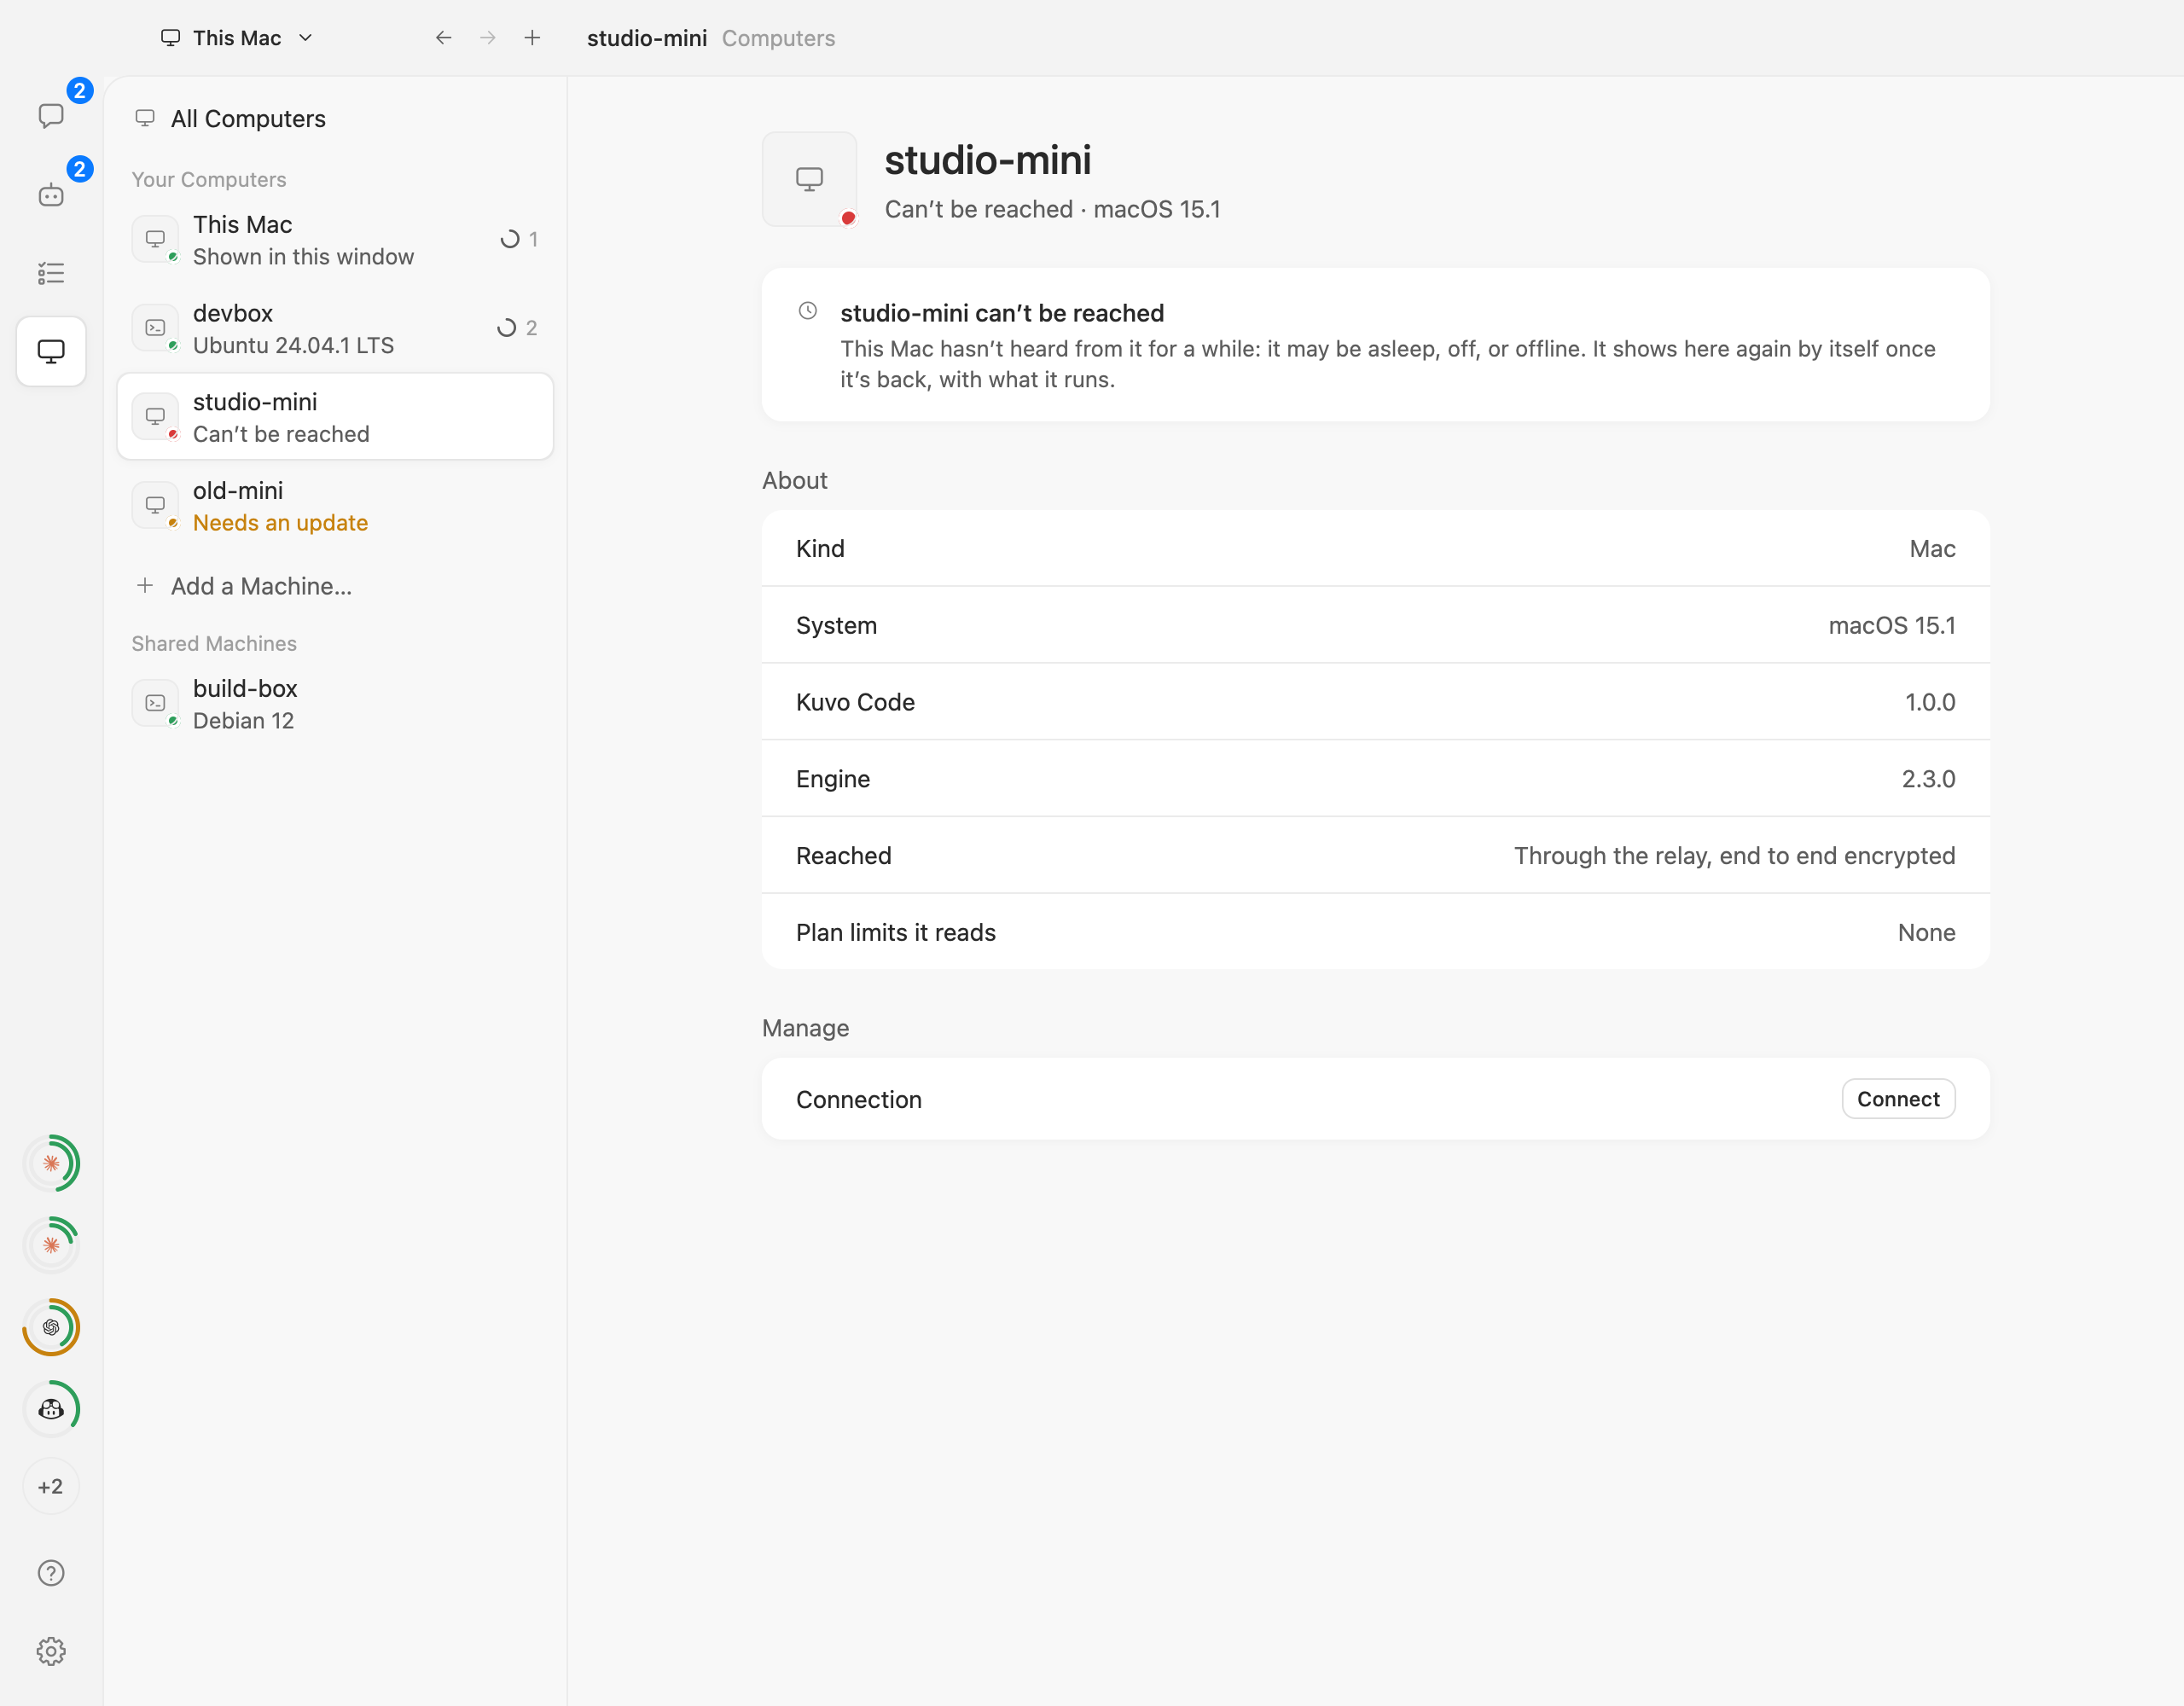 This Mac
studio-mini Computers
2
2
All Computers
Your Computers
This Mac
Shown in this window
1
devbox
Ubuntu 24.04.1 LTS
2
studio-mini
Can’t be reached
old-mini
Needs an update
Add a Machine...
Shared Machines
build-box
Debian 12
+2
studio-mini
Can’t be reached · macOS 15.1
studio-mini can’t be reached
This Mac hasn’t heard from it for a while: it may be asleep, off, or offline. It shows here again by itself once
it’s back, with what it runs.
About
Kind Mac
System macOS 15.1
Kuvo Code 1.0.0
Engine 2.3.0
Reached Through the relay, end to end encrypted
Plan limits it reads None
Manage
Connection Connect